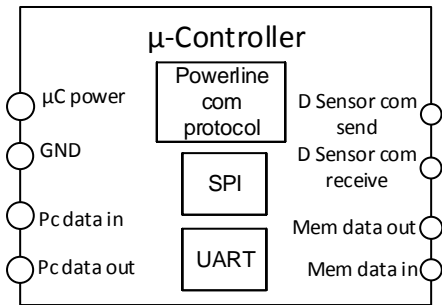 µ-Controller
Powerline
com
protocol
SPI
UART
µC power
GND
Pc data in
Pc data out
D Sensor com
send
D Sensor com
receive
Mem data out
Mem data in